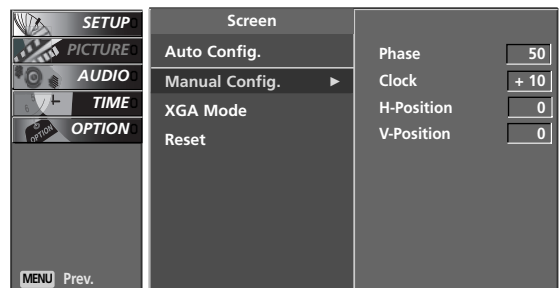 SETUP
PICTURE
AUDIO
TIME
OPTION
OPTION
MENU Prev.
Screen
Auto Config.
Manual Config. ►
XGA Mode
Reset
Phase 50
Clock + 10
H-Position 0
V-Position 0